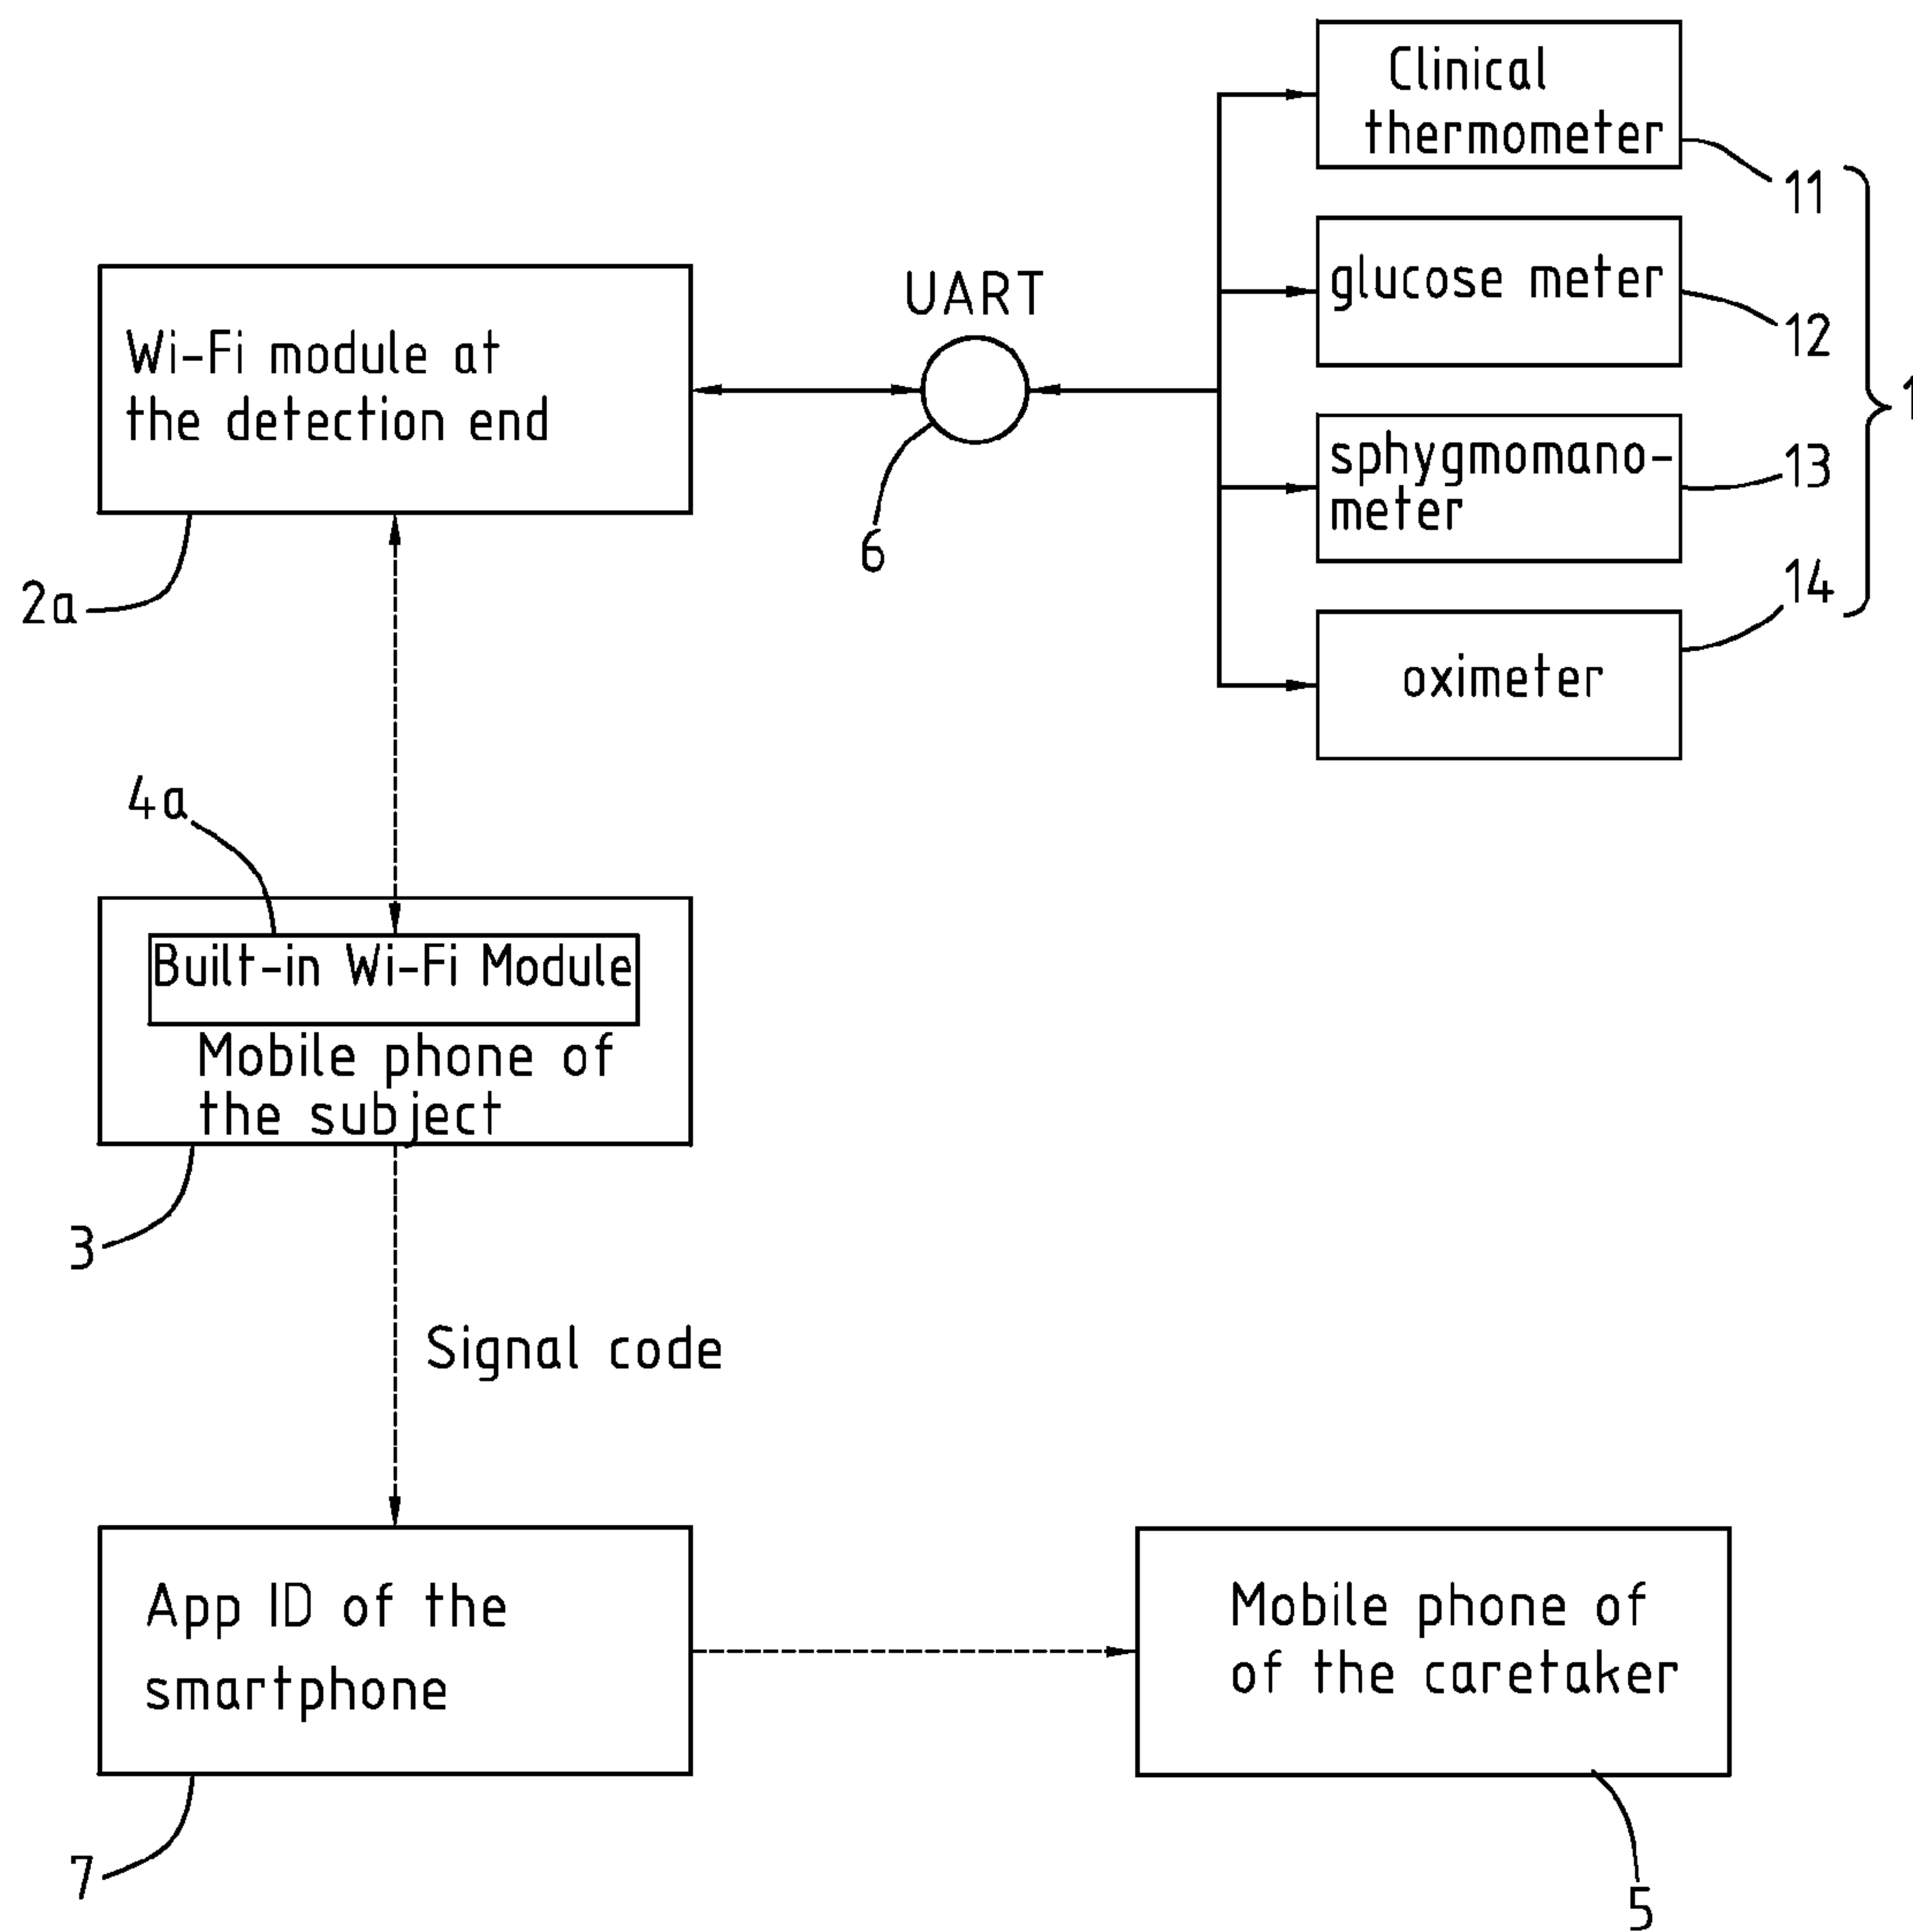 Clinical
thermometer
11
glucose meter
12
1
sphygmomano-
meter
13
oximeter
14
UART
6
Wi-Fi module at
the detection end
2a
4a
Built-in Wi-Fi Module
Mobile phone of
the subject
3
Signal code
App ID of the
smartphone
7
Mobile phone of
of the caretaker
5